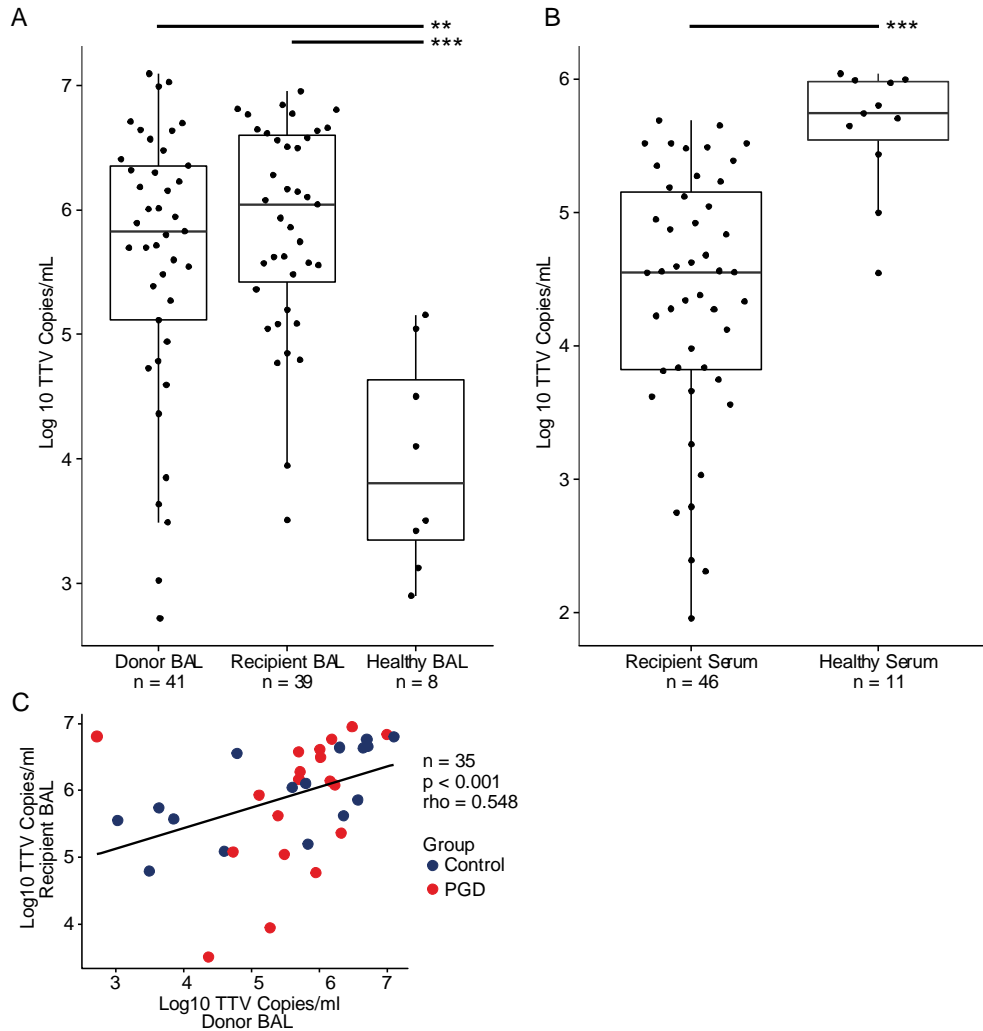 A
**
***
Log 10 TTV Copies/mL
7
6
5
4
3
Donor BAL
n = 41
Recipient BAL
n = 39
Healthy BAL
n = 8
B
***
Log 10 TTV Copies/mL
6
5
4
3
2
Recipient Serum
n = 46
Healthy Serum
n = 11
C
Log10 TTV Copies/ml
Recipient BAL
7
6
5
4
3 4 5 6 7
Log10 TTV Copies/ml
Donor BAL
n = 35
p < 0.001
rho = 0.548
Group
Control
PGD